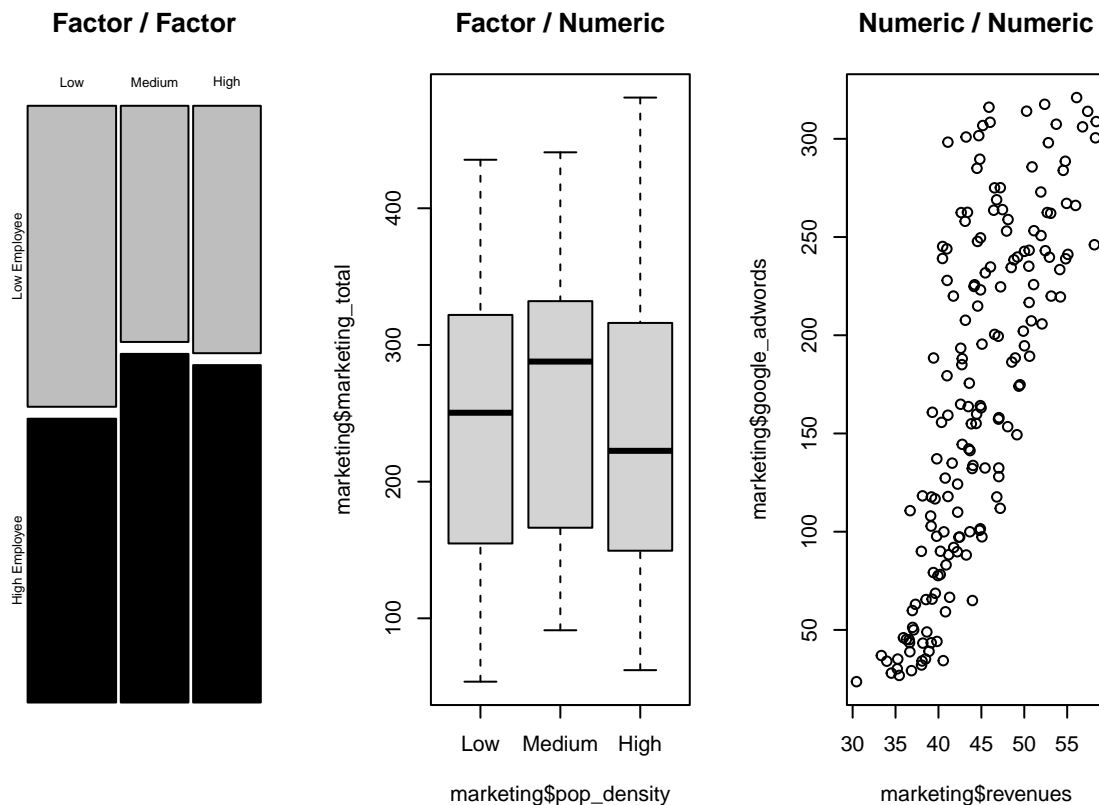 Factor / Factor
Low Medium High
Low Employee
High Employee
Factor / Numeric
marketing$marketing_total
400
300
200
100
Low Medium High
marketing$pop_density
Numeric / Numeric
marketing$google_adwords
300
250
200
150
100
50
30 35 40 45 50 55
marketing$revenues